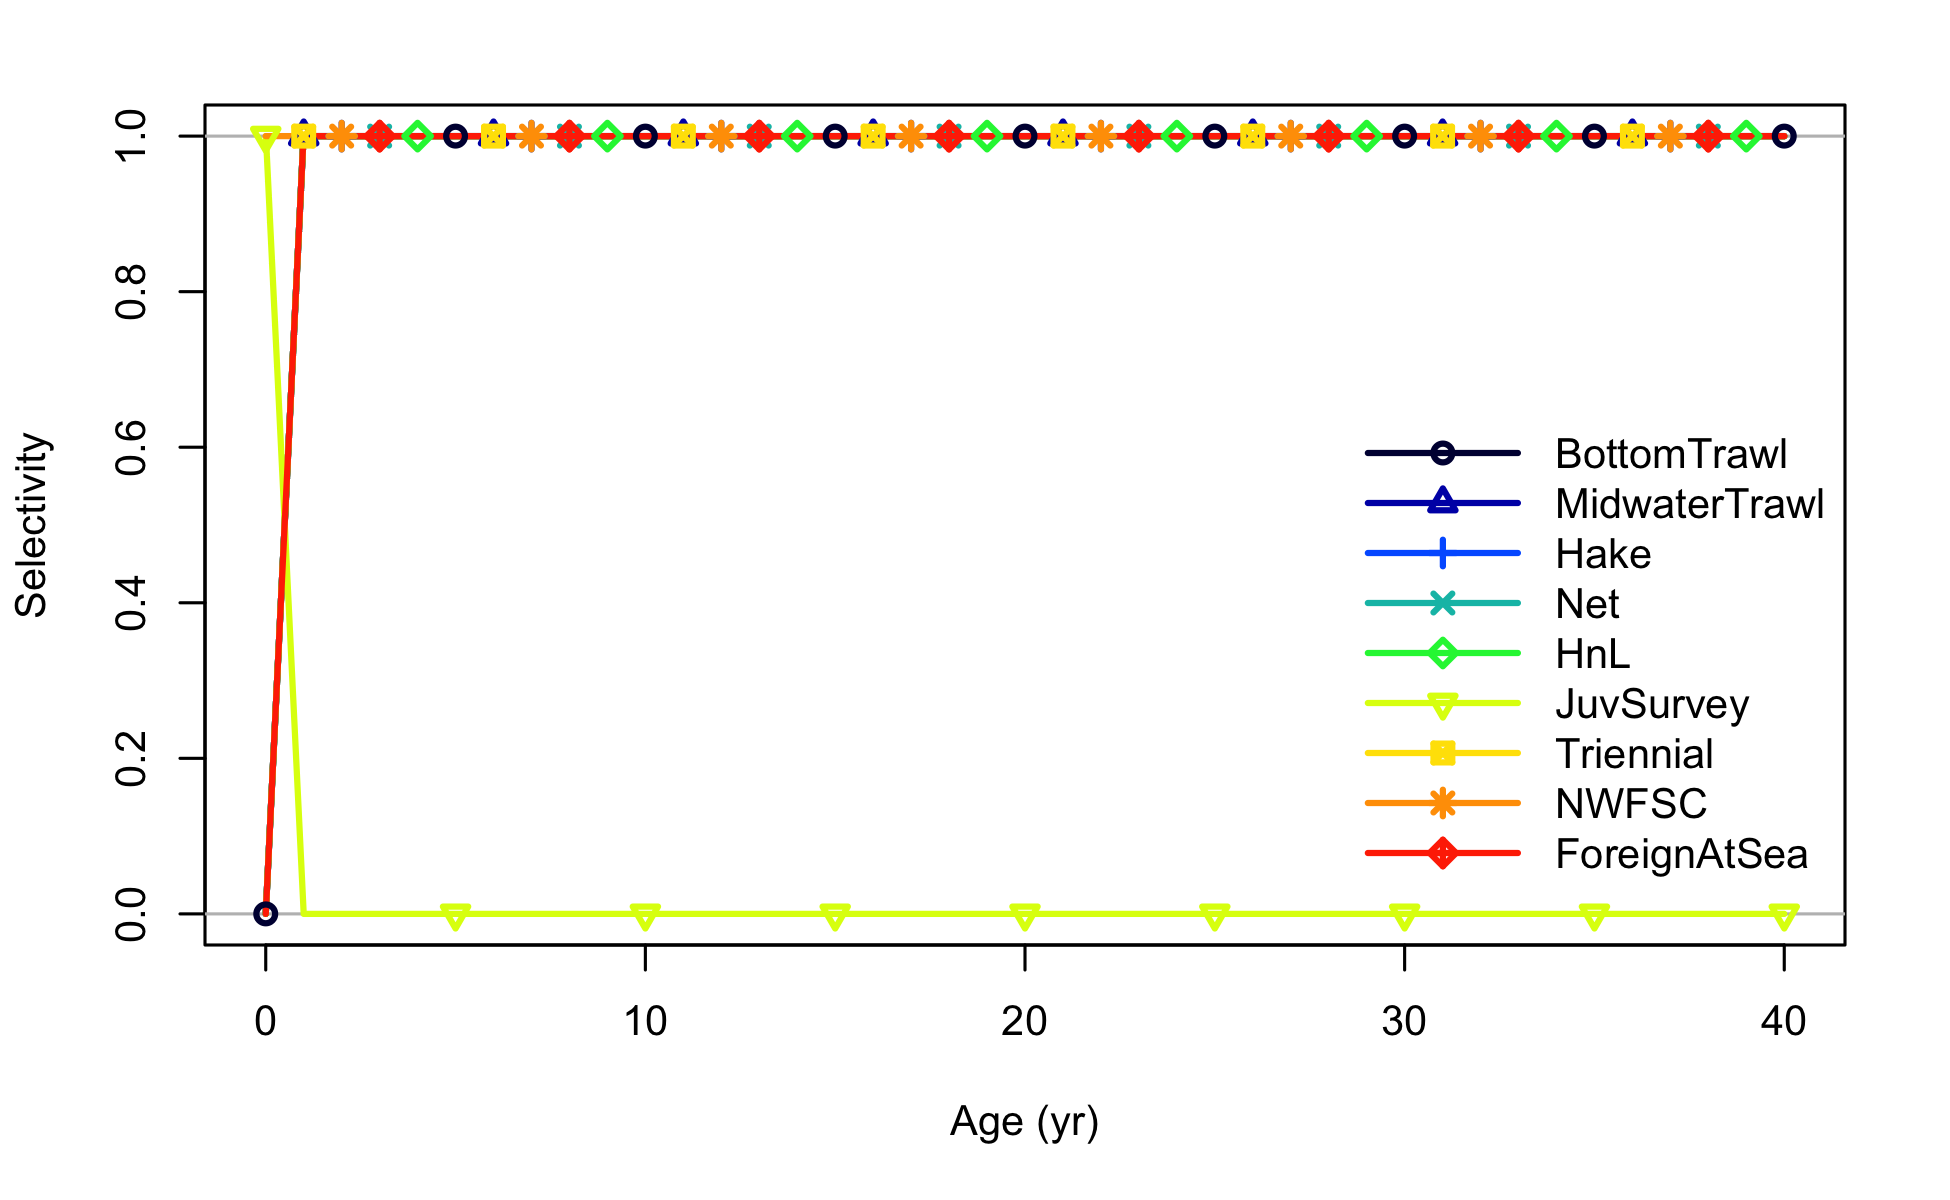 Selectivity
1.0
0.8
0.6
0.4
0.2
0.0
BottomTrawl
MidwaterTrawl
Hake
Net
HnL
JuvSurvey
Triennial
NWFSC
ForeignAtSea
0 10 20 30 40
Age (yr)